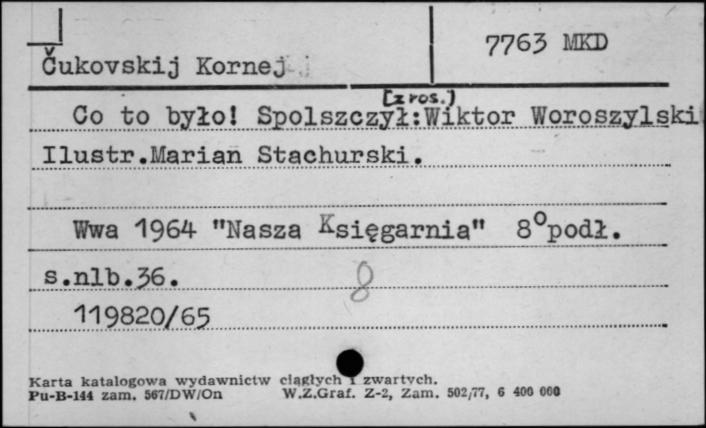 7763 MKD
Čukovskij Kornej
[z ros.]
Co to było! Spolszczył:Wiktor Woroszylski
Ilustr.Marian Stachurski.
Wwa 1964 "Nasza Księgarnia" 8°podł.
s.nlb.36.
8
119820/65
Karta katalogowa wydawnictw ciągłych i zwartych.
Pu-B-144 zam. 567/DW/On W.Z.Graf. Z-2, Zam. 502/77, 6 400 000